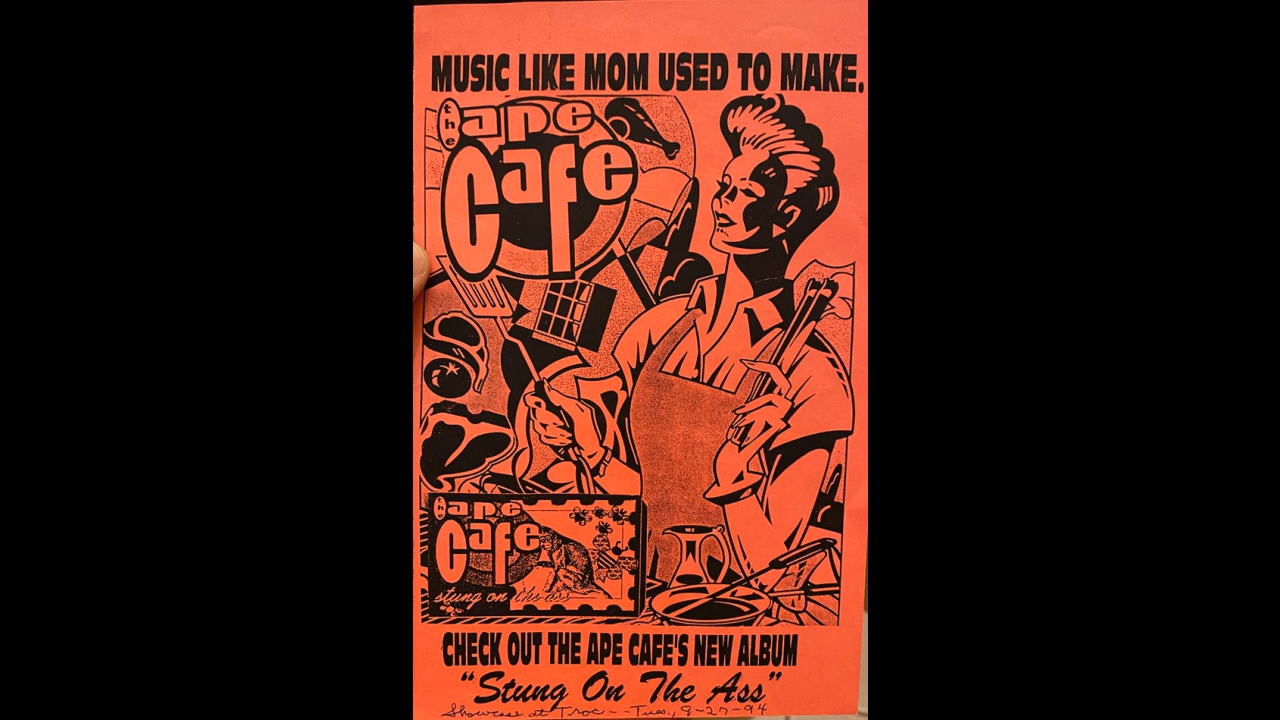 MUSIC LIKE MOM USED TO MAKE.
the ape
Cafe
the ape
Cafe
stung on the ass
CHECK OUT THE APE CAFE'S NEW ALBUM
"Stung On The Ass"
Showcase at Troc -- Tues., 9-27-94